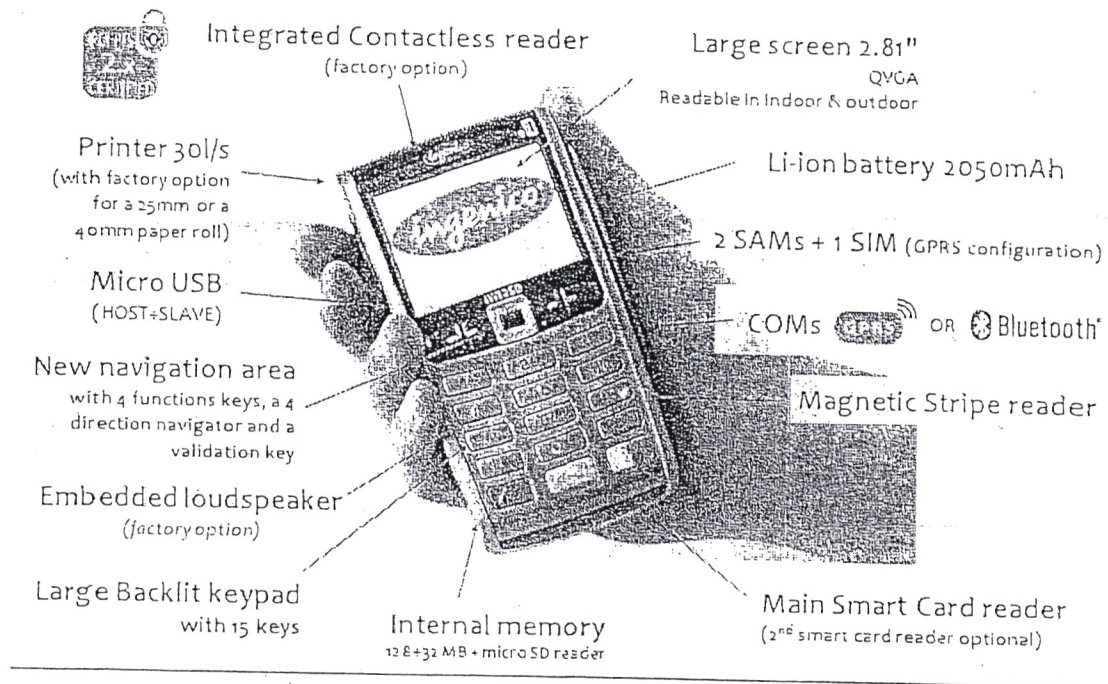 Integrated Contactless reader
(factory option)
Large screen 2.81"
QVGA
Readable in indoor & outdoor
Printer 30l/s
(with factory option
for a 25mm or a
40mm paper roll)
Li-ion battery 2050mAh
2 SAMs + 1 SIM (GPRS configuration)
Micro USB
(HOST+SLAVE)
COMs GPRS OR Bluetooth
New navigation area
with 4 functions keys, a 4
direction navigator and a
validation key
Magnetic Stripe reader
Embedded loudspeaker
(factory option)
Large Backlit keypad
with 15 keys
Internal memory
128+32 MB + micro SD reader
Main Smart Card reader
(2nd smart card reader optional)
ingenico